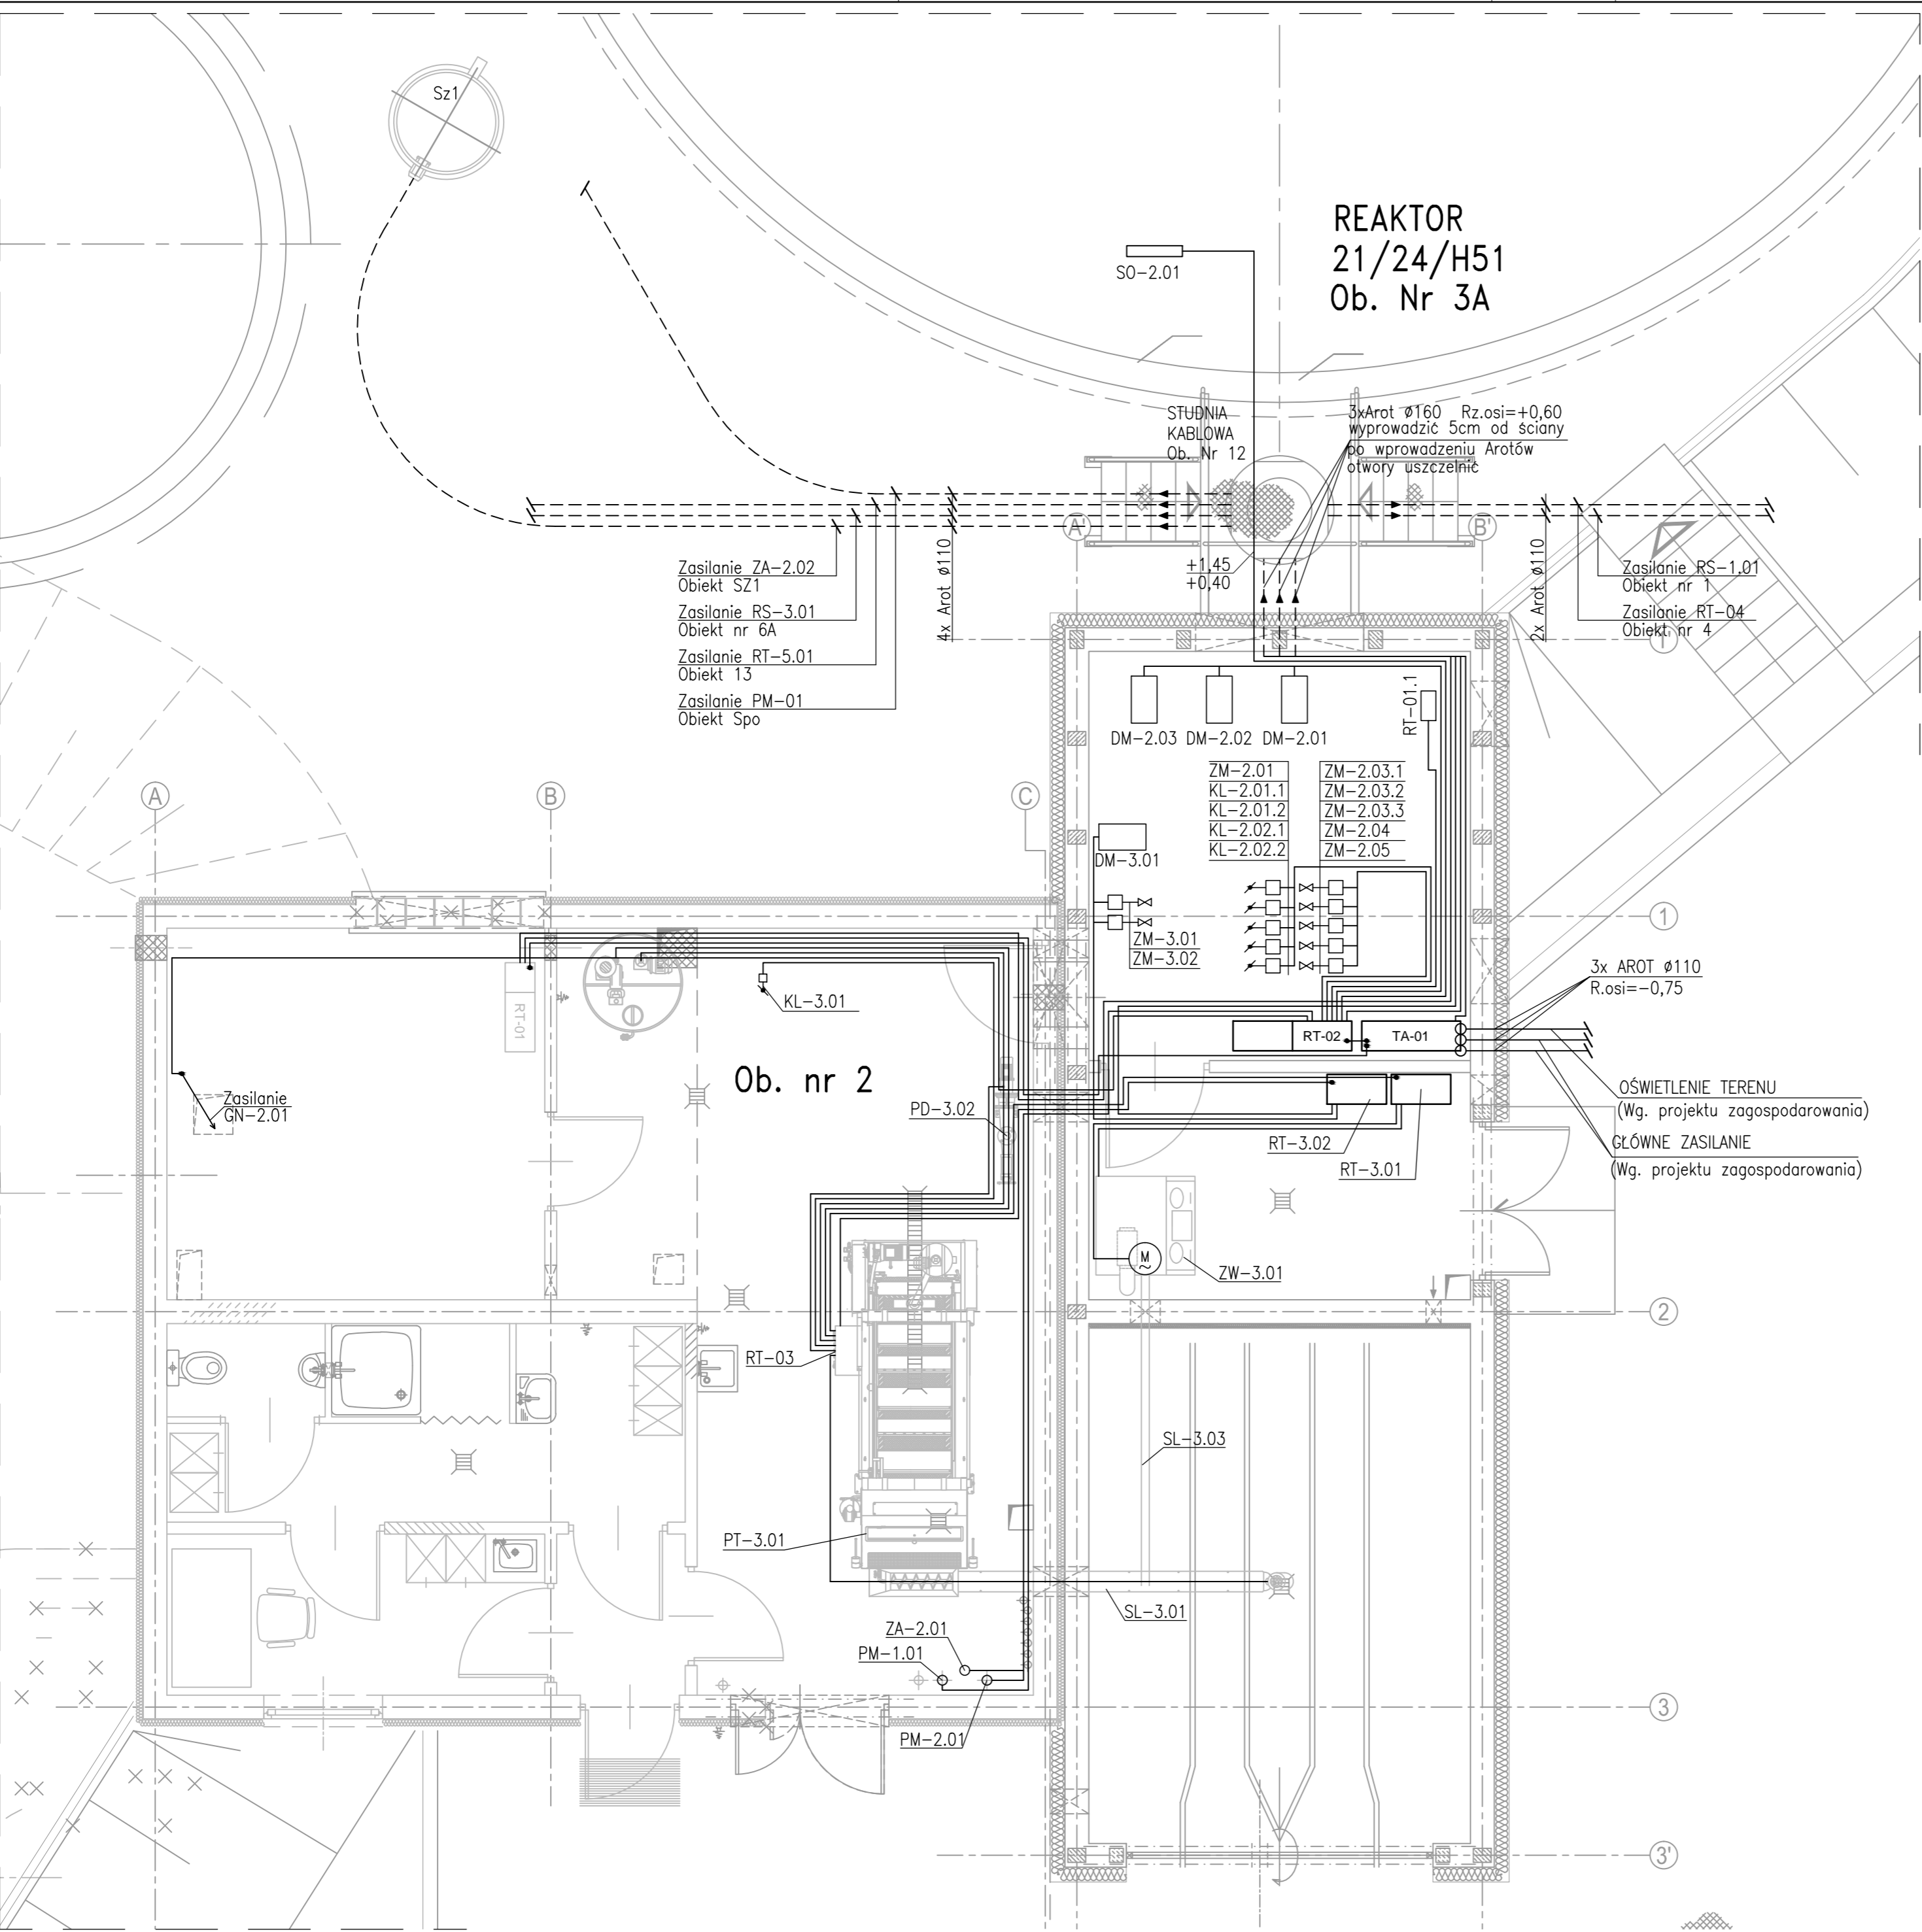 Sz1
REAKTOR
21/24/H51
Ob. Nr 3A
SO-2.01
STUDNIA
KABLOWA
Ob. Nr 12
3xArot ø160 Rz.osi=+0,60
wyprowadzić 5cm od ściany
po wprowadzeniu Arotów
otwory uszczelnić
A'
B'
+1,45
+0,40
4x Arot ø110
2x Arot ø110
Zasilanie ZA-2.02
Obiekt SZ1
Zasilanie RS-3.01
Obiekt nr 6A
Zasilanie RT-5.01
Obiekt 13
Zasilanie PM-01
Obiekt Spo
Zasilanie RS-1.01
Obiekt nr 1
Zasilanie RT-04
Obiekt nr 4
1'
RT-01.1
DM-2.03
DM-2.02
DM-2.01
A
B
C
ZM-2.01
KL-2.01.1
KL-2.01.2
KL-2.02.1
KL-2.02.2
ZM-2.03.1
ZM-2.03.2
ZM-2.03.3
ZM-2.04
ZM-2.05
DM-3.01
ZM-3.01
ZM-3.02
1
3x AROT ø110
R.osi=-0,75
KL-3.01
RT-01
RT-02
TA-01
Ob. nr 2
Zasilanie
GN-2.01
PD-3.02
OŚWIETLENIE TERENU
(Wg. projektu zagospodarowania)
GŁÓWNE ZASILANIE
(Wg. projektu zagospodarowania)
RT-3.02
RT-3.01
M
~
ZW-3.01
2
RT-03
SL-3.03
PT-3.01
SL-3.01
ZA-2.01
PM-1.01
PM-2.01
3
3'